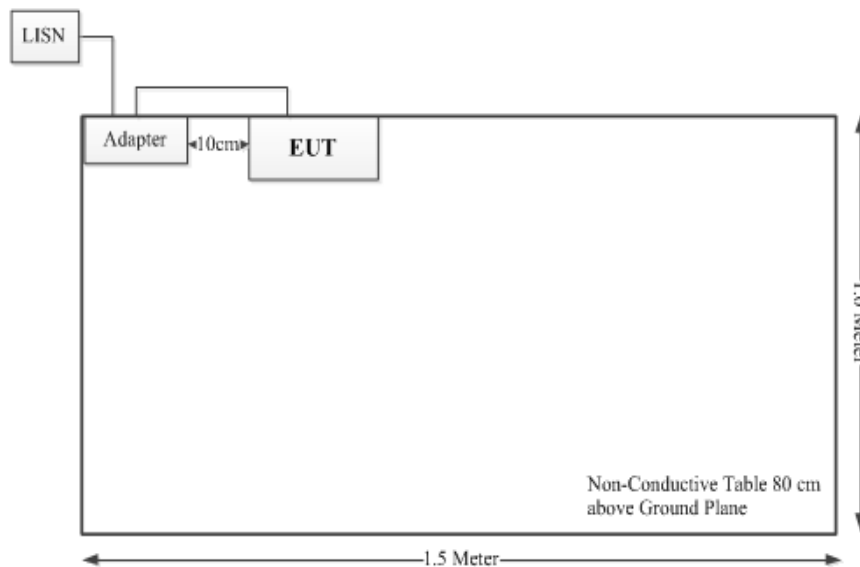 LISN
Adapter
10cm
EUT
Non-Conductive Table 80 cm
above Ground Plane
1.5 Meter